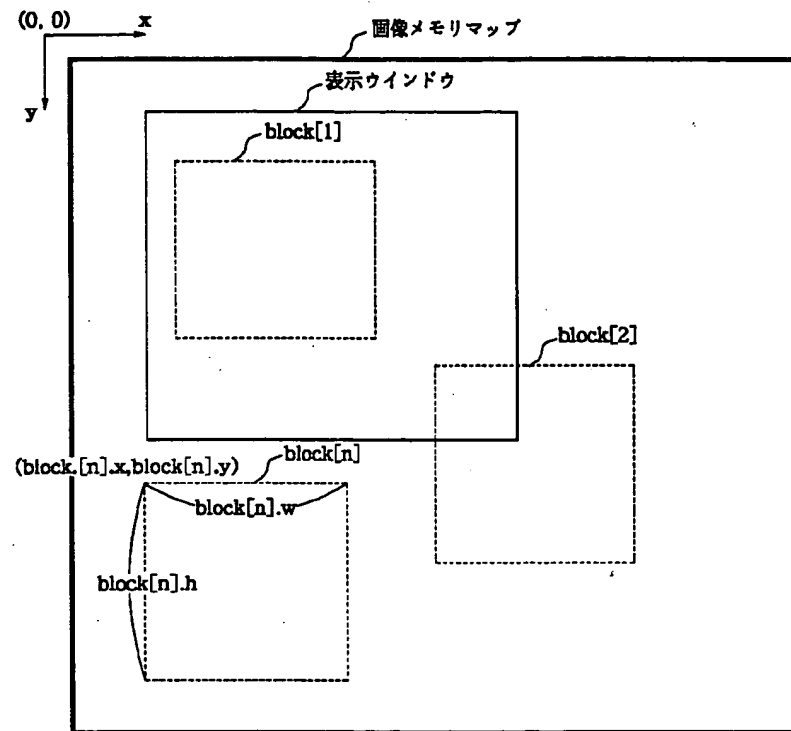 (0, 0)
x
画像メモリマップ
y
表示ウインドウ
block[1]
block[2]
block[n]
(block.[n].x,block[n].y)
block[n].w
block[n].h